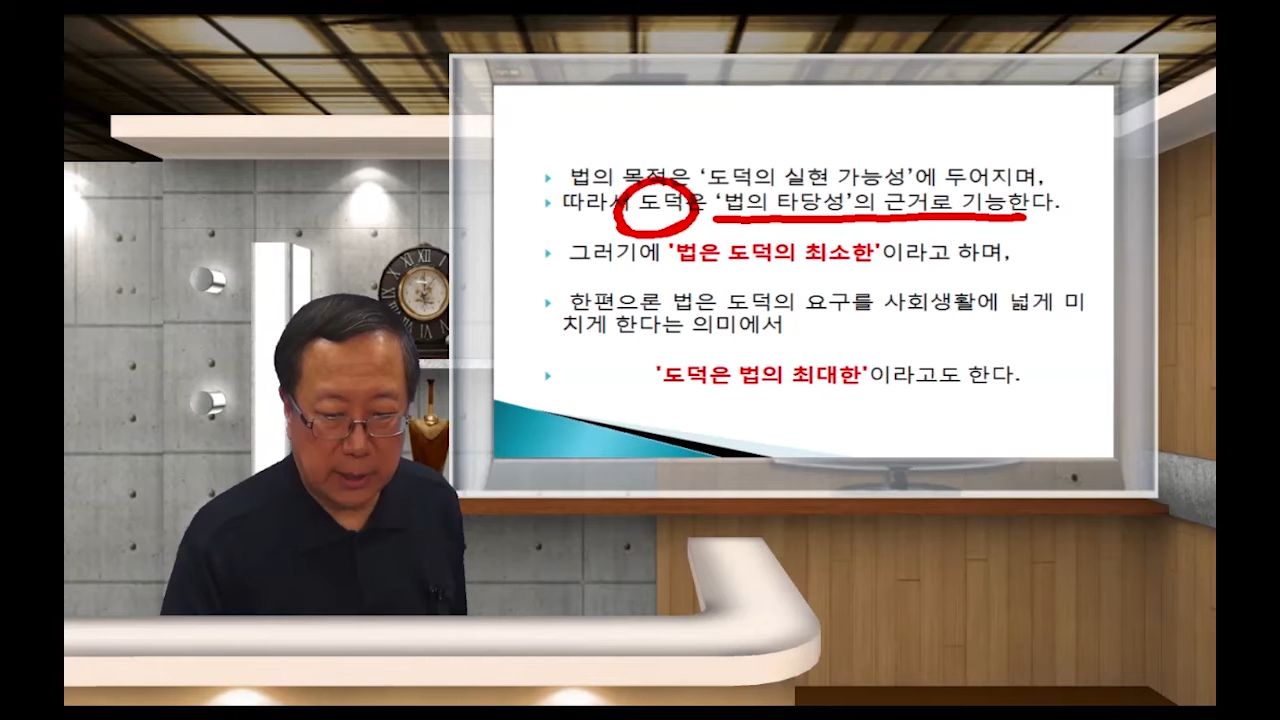 법의 목적은 ‘도덕의 실현 가능성’에 두어지며,
따라서 도덕은 ‘법의 타당성’의 근거로 기능한다.
그러기에 '법은 도덕의 최소한'이라고 하며,
한편으론 법은 도덕의 요구를 사회생활에 넓게 미
치게 한다는 의미에서
'도덕은 법의 최대한'이라고도 한다.